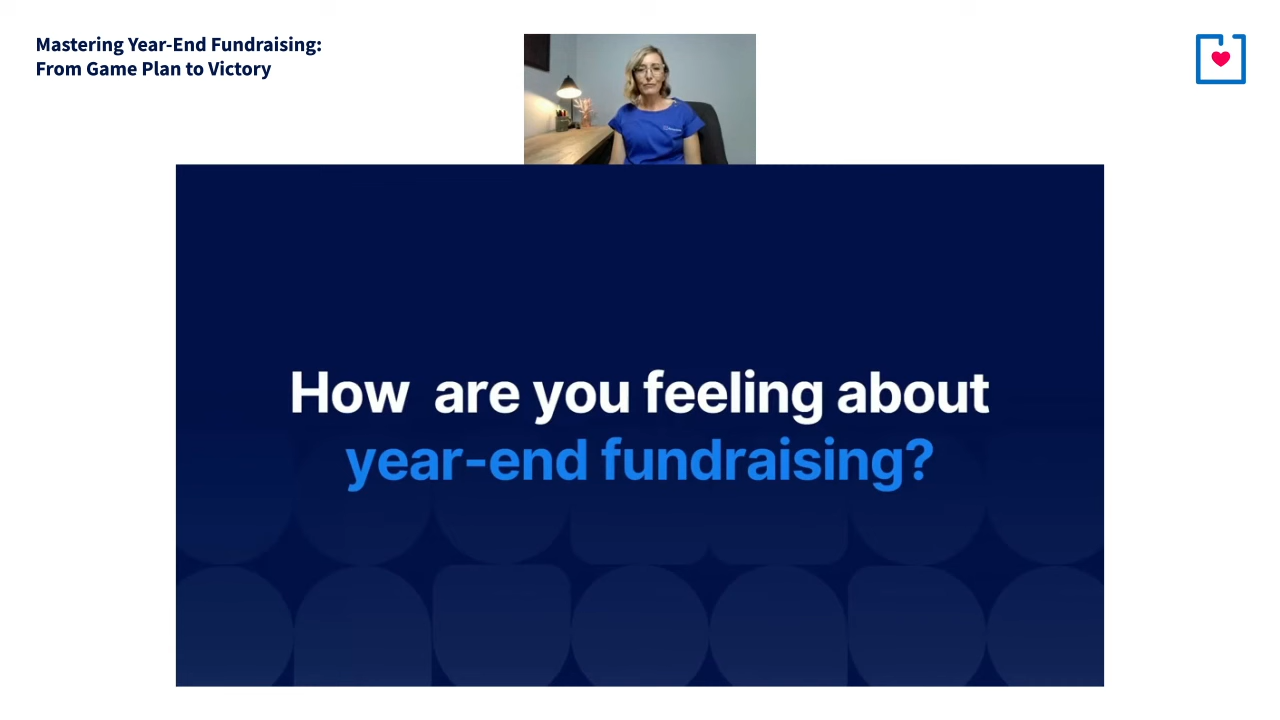 Mastering Year-End Fundraising:
From Game Plan to Victory
How are you feeling about
year-end fundraising?